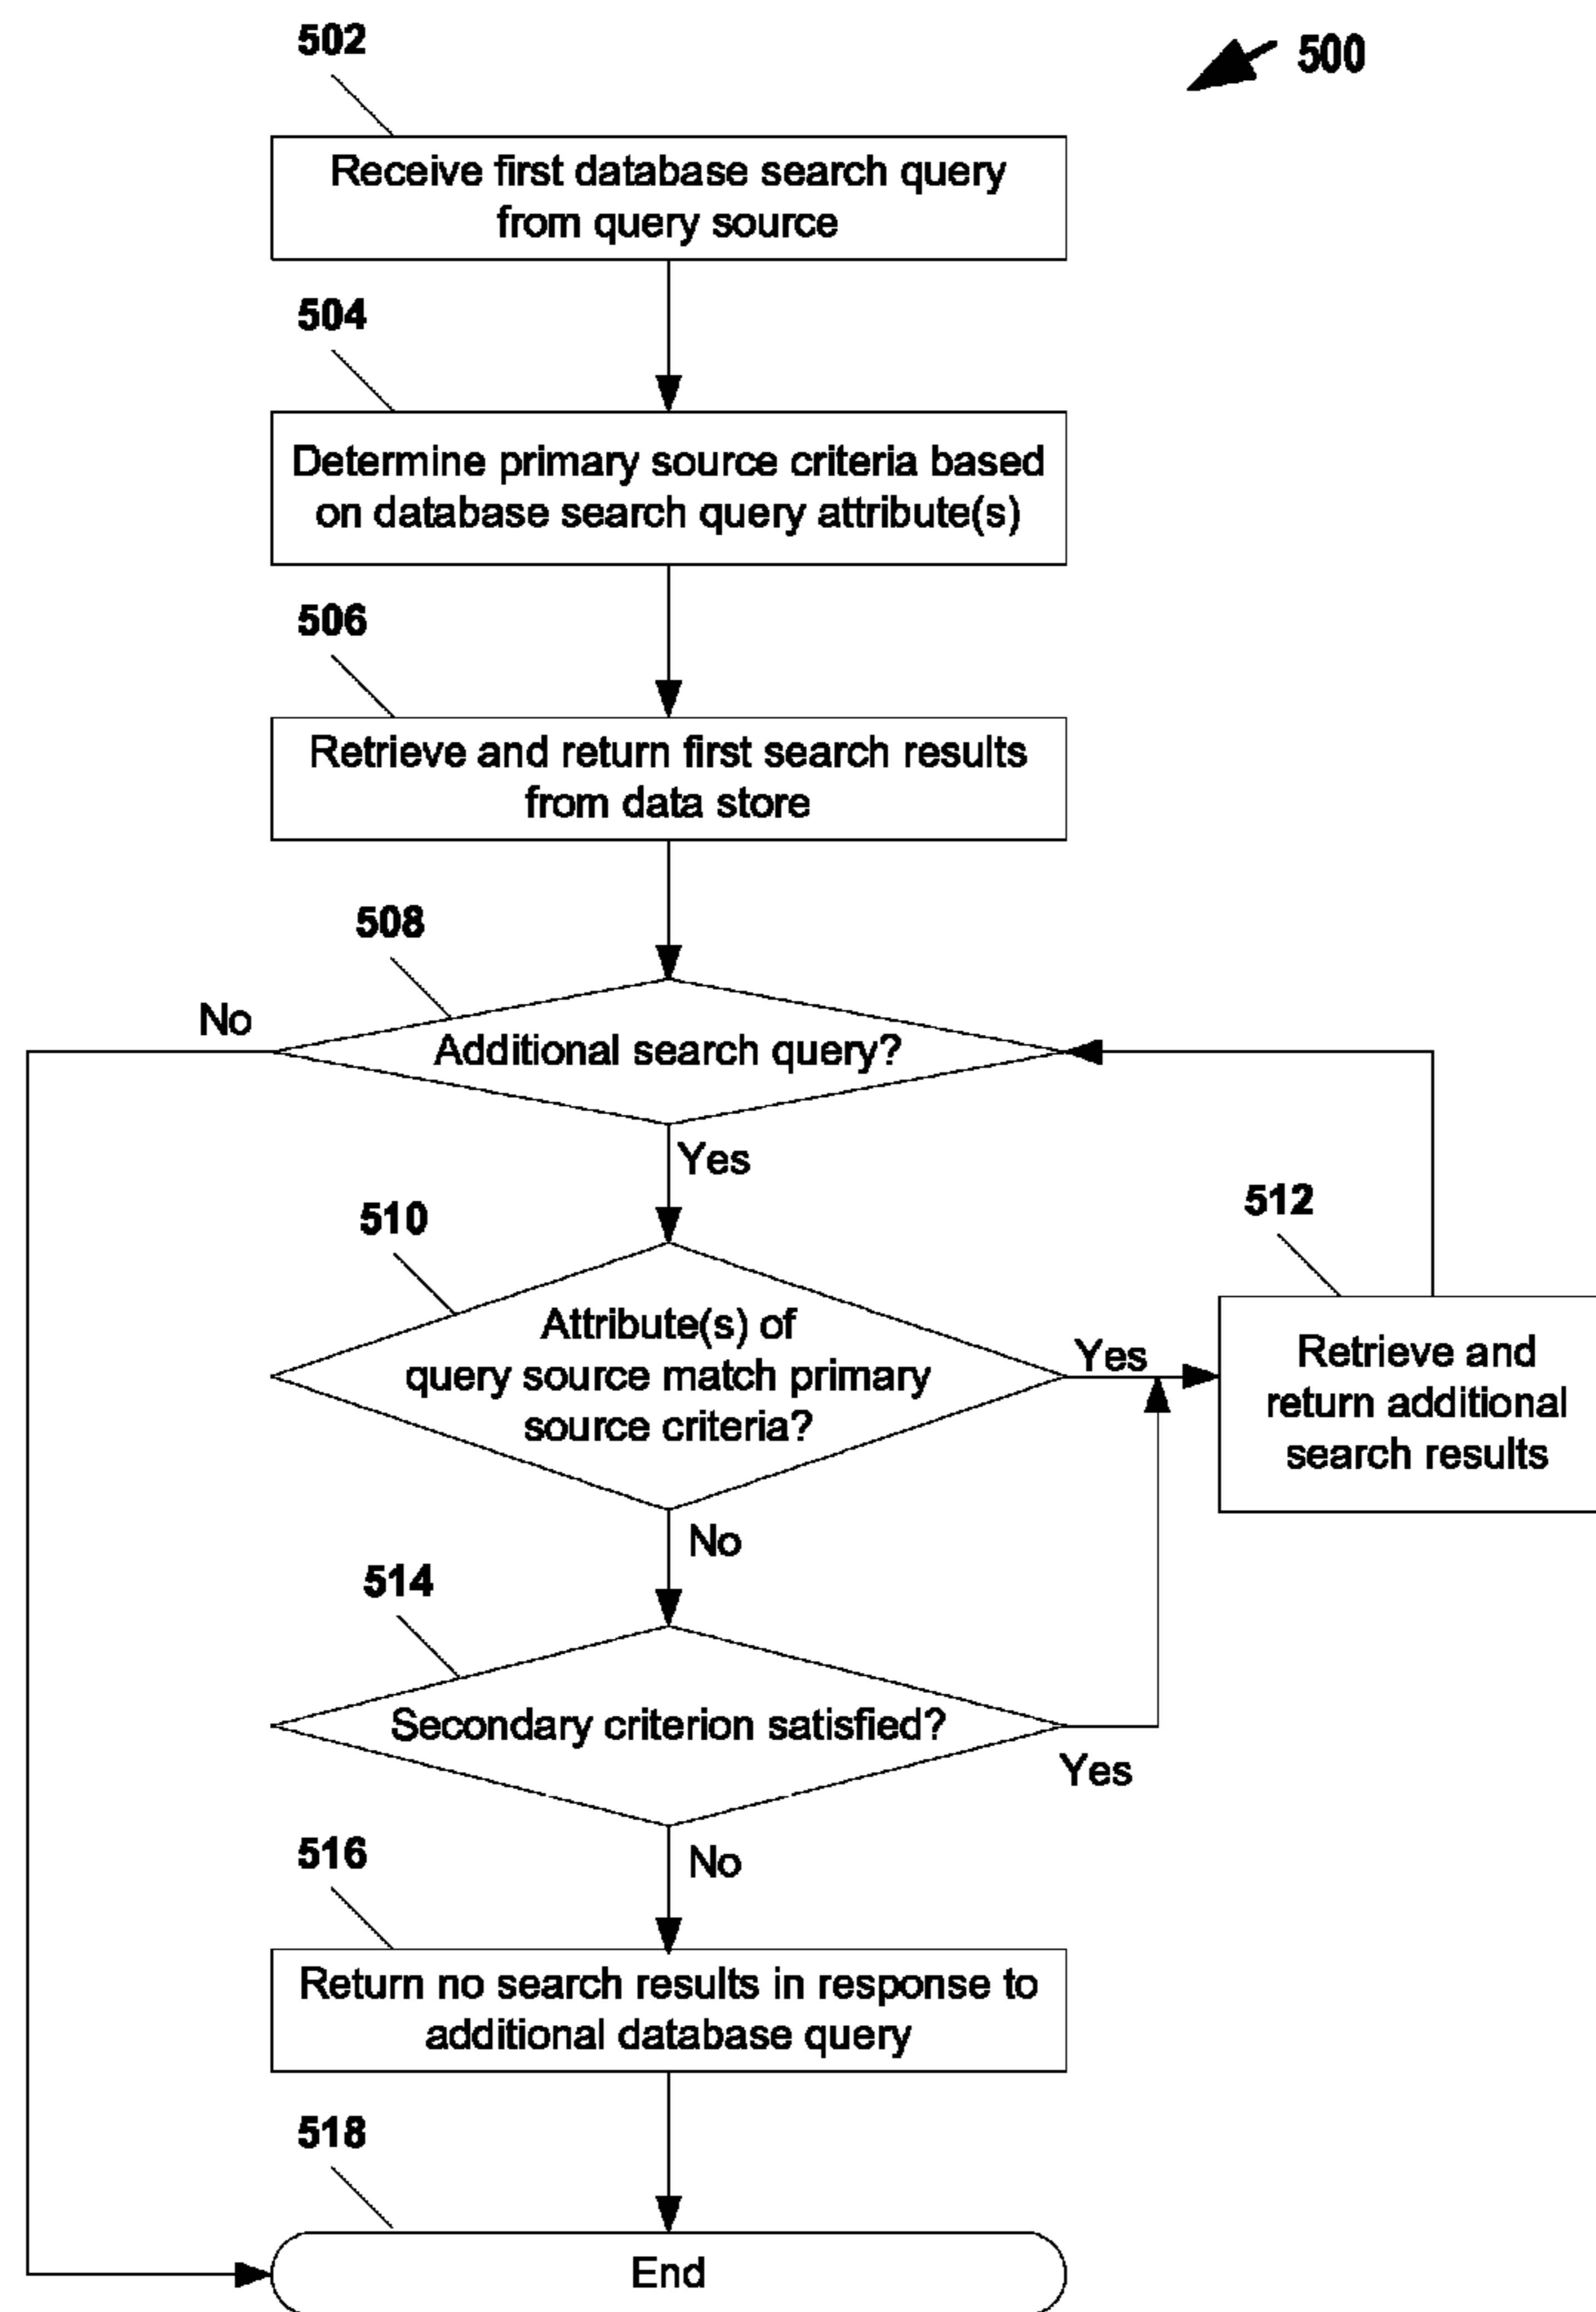 502
500
Receive first database search query
from query source
504
Determine primary source criteria based
on database search query attribute(s)
506
Retrieve and return first search results
from data store
508
No
Additional search query?
Yes
510
512
Attribute(s) of
query source match primary
source criteria?
Yes
Retrieve and
return additional
search results
No
514
Secondary criterion satisfied?
Yes
No
516
Return no search results in response to
additional database query
518
End